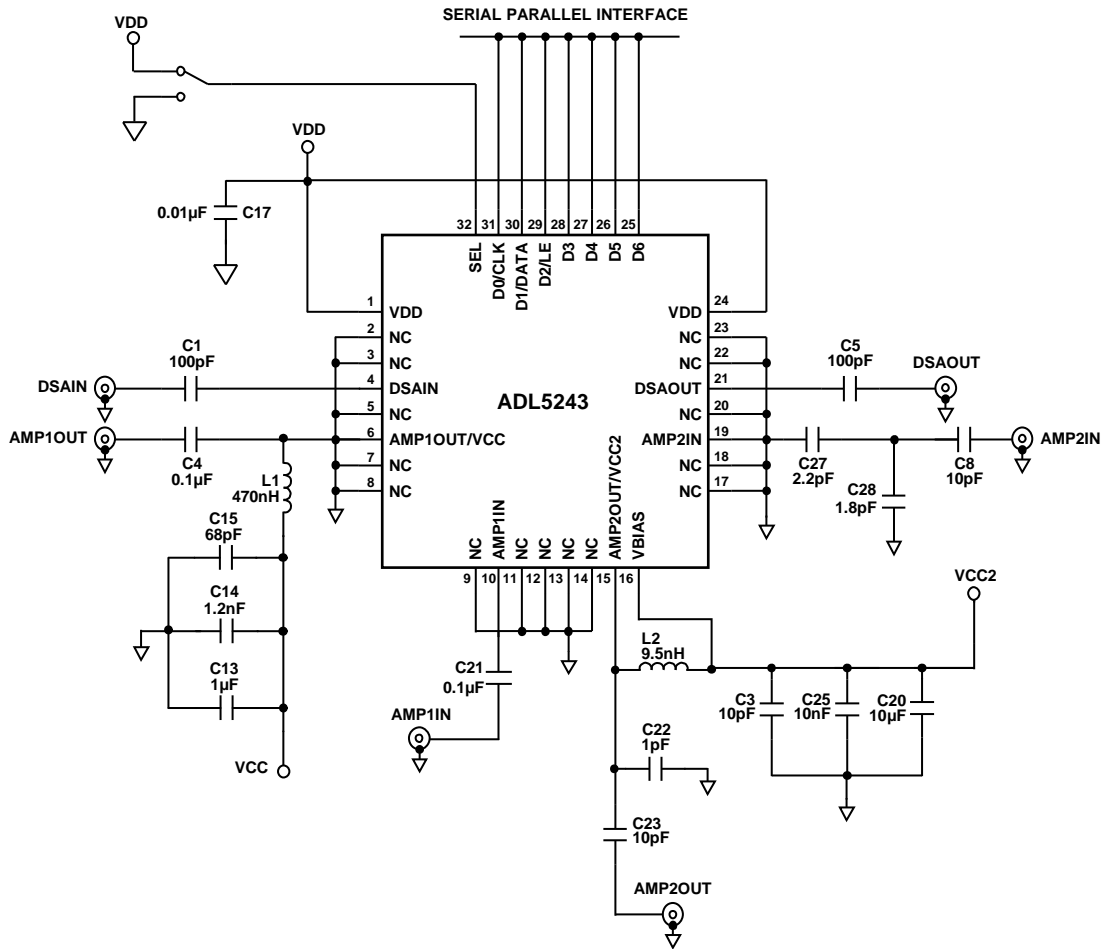 SERIAL PARALLEL INTERFACE
VDD
VDD
0.01µF C17
32 31 30 29 28 27 26 25
SEL
D0/CLK
D1/DATA
D2/LE
D3
D4
D5
D6
1 VDD
2 NC
3 NC
4 DSAIN
5 NC
6 AMP1OUT/VCC
7 NC
8 NC
ADL5243
VDD 24
NC 23
NC 22
DSAOUT 21
NC 20
AMP2IN 19
NC 18
NC 17
NC
AMP1IN
NC
NC
NC
NC
AMP2OUT/VCC2
VBIAS
9 10 11 12 13 14 15 16
DSAIN
C1
100pF
AMP1OUT
C4
0.1µF
L1
470nH
C15
68pF
C14
1.2nF
C13
1µF
VCC
C5
100pF
DSAOUT
C27
2.2pF
C8
10pF
AMP2IN
C28
1.8pF
C21
0.1µF
AMP1IN
L2
9.5nH
VCC2
C3
10pF
C25
10nF
C20
10µF
C22
1pF
C23
10pF
AMP2OUT